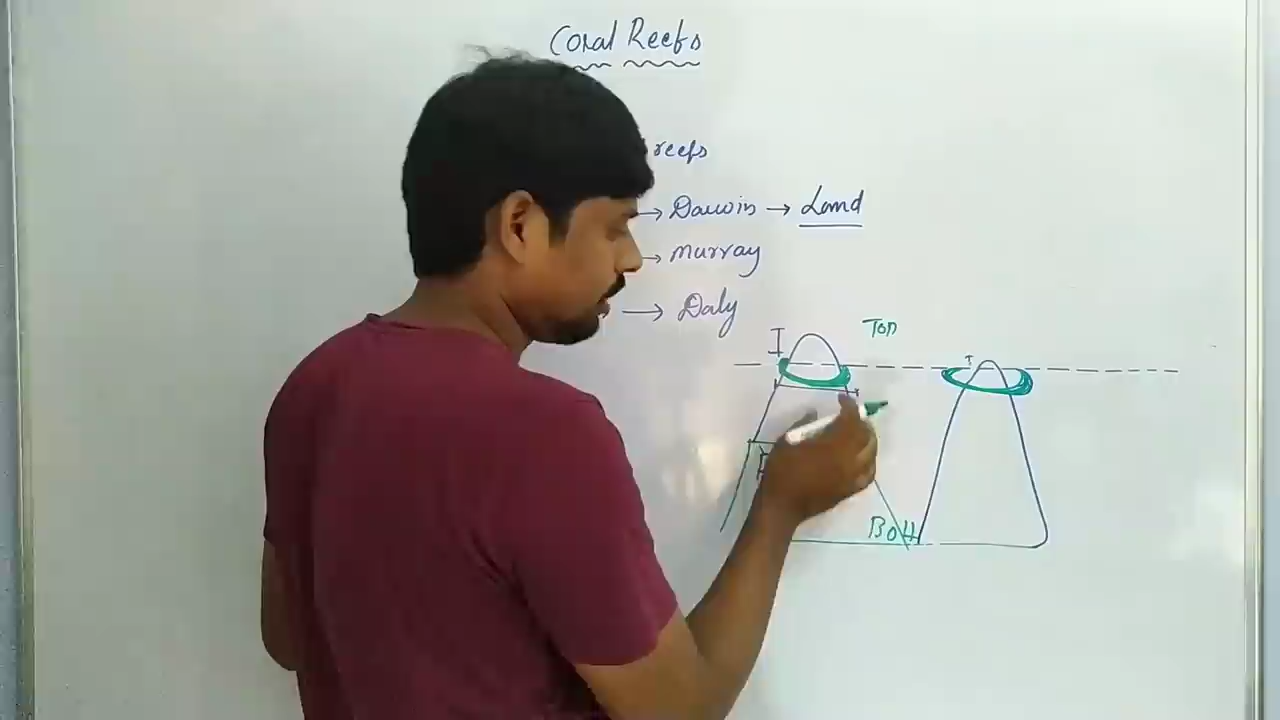 Coral Reefs
reefs
→ Darwin → Land
→ Murray
→ Daly
I
Top
I
Bott